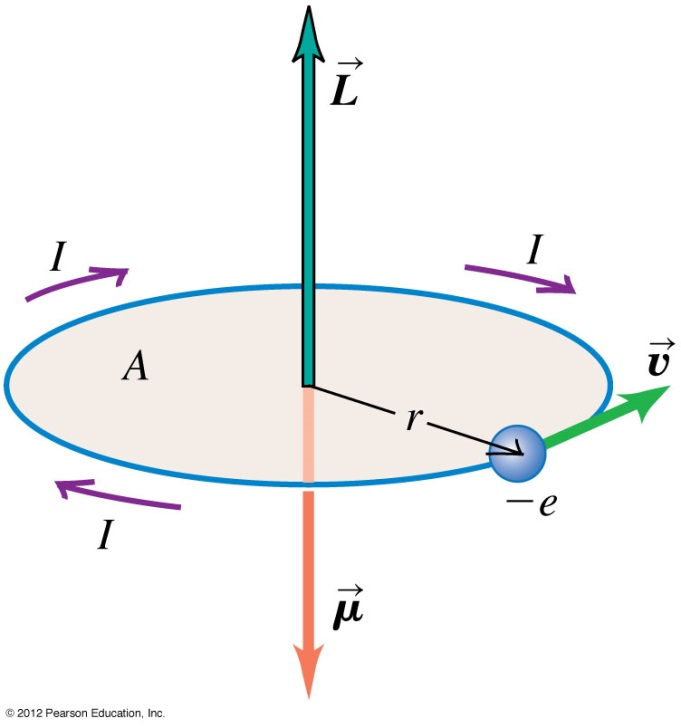 L⃗
I
I
A
v⃗
r
−e
I
μ⃗
© 2012 Pearson Education, Inc.